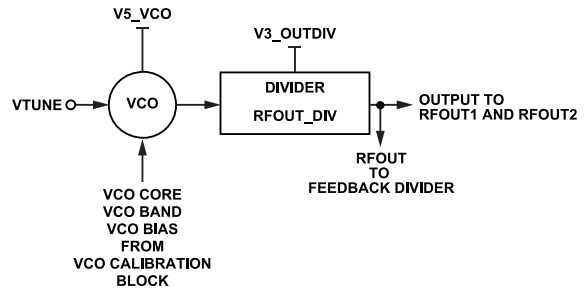 V5_VCO
V3_OUTDIV
VTUNE
VCO
DIVIDER
RFOUT_DIV
OUTPUT TO
RFOUT1 AND RFOUT2
RFOUT
TO
FEEDBACK DIVIDER
VCO CORE
VCO BAND
VCO BIAS
FROM
VCO CALIBRATION
BLOCK